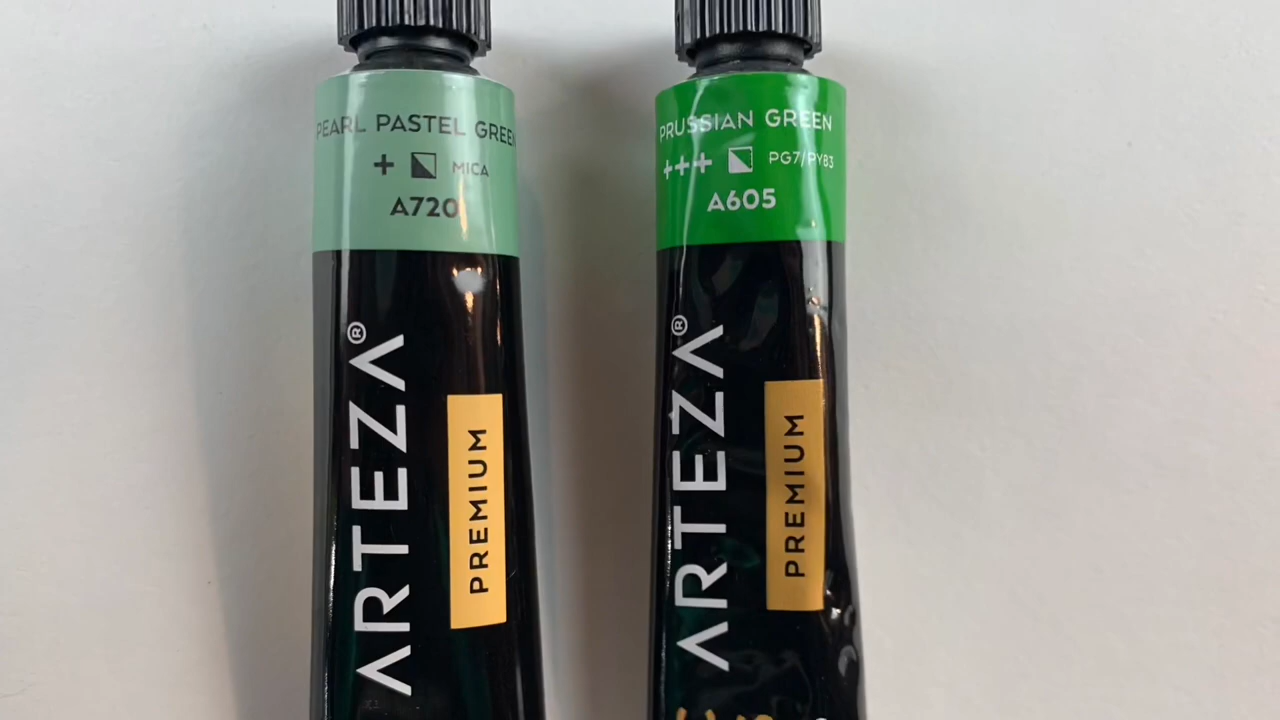 PEARL PASTEL GREEN
+ MICA
A720
ARTEZA®
PREMIUM
PRUSSIAN GREEN
+++ PG7/PY83
A605
ARTEZA®
PREMIUM